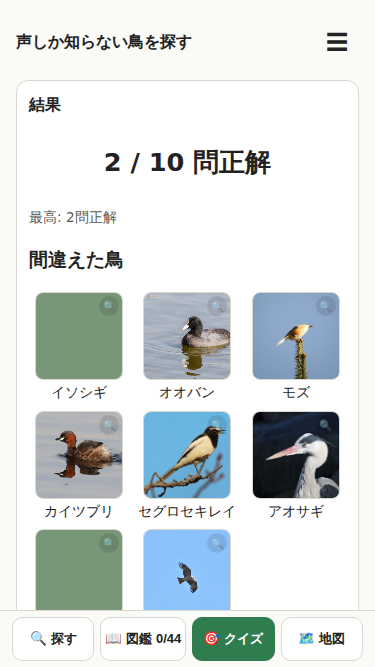 声しか知らない鳥を探す
☰
結果
2 / 10 問正解
最高: 2問正解
間違えた鳥
イソシギ
オオバン
モズ
カイツブリ
セグロセキレイ
アオサギ
🔍 探す
📖 図鑑 0/44
🎯 クイズ
🗺️ 地図